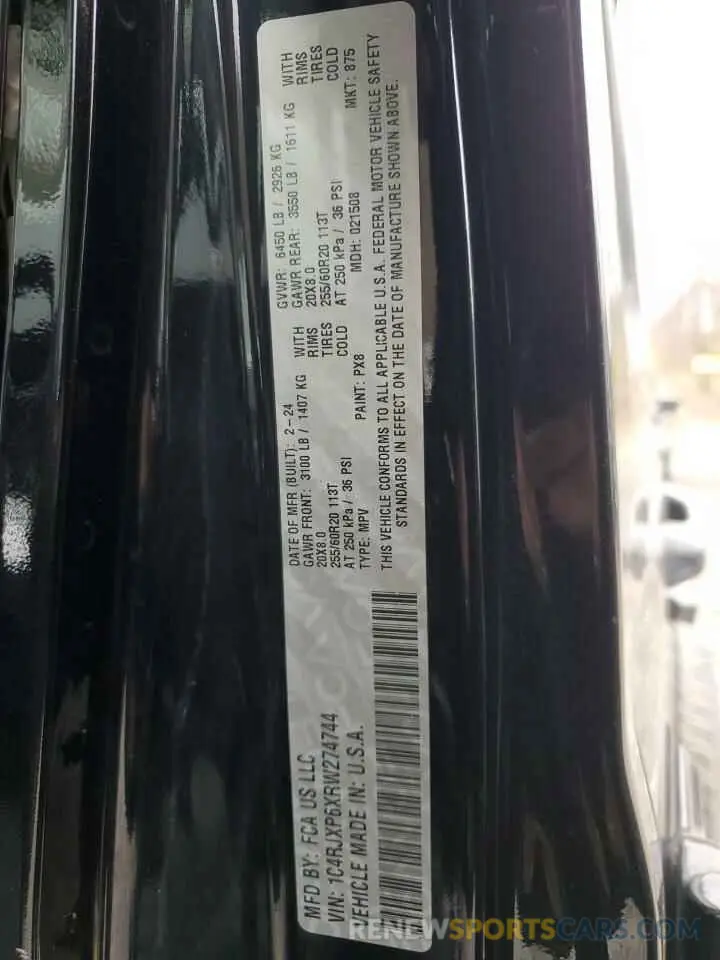 MFD BY: FCA US LLC
VIN: 1C4RJXP6XRW274744
VEHICLE MADE IN: U.S.A.
DATE OF MFR (BUILT): 2-24
GVWR: 6450 LB / 2926 KG
GAWR FRONT: 3100 LB / 1407 KG WITH
GAWR REAR: 3550 LB / 1611 KG WITH
20X8.0 RIMS
20X8.0 RIMS
255/60R20 113T TIRES
255/60R20 113T TIRES
AT 250 kPa / 36 PSI COLD
AT 250 kPa / 36 PSI COLD
TYPE: MPV PAINT: PX8 MDH: 021508 MKT: 875
THIS VEHICLE CONFORMS TO ALL APPLICABLE U.S.A. FEDERAL MOTOR VEHICLE SAFETY
STANDARDS IN EFFECT ON THE DATE OF MANUFACTURE SHOWN ABOVE.
RENEWSPORTSCARS.COM